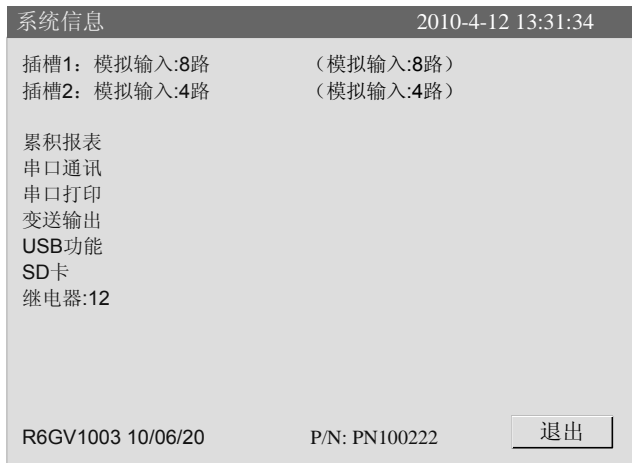 系统信息 2010-4-12 13:31:34
插槽1：模拟输入:8路 （模拟输入:8路）
插槽2：模拟输入:4路 （模拟输入:4路）
累积报表
串口通讯
串口打印
变送输出
USB功能
SD卡
继电器:12
R6GV1003 10/06/20 P/N: PN100222 退出